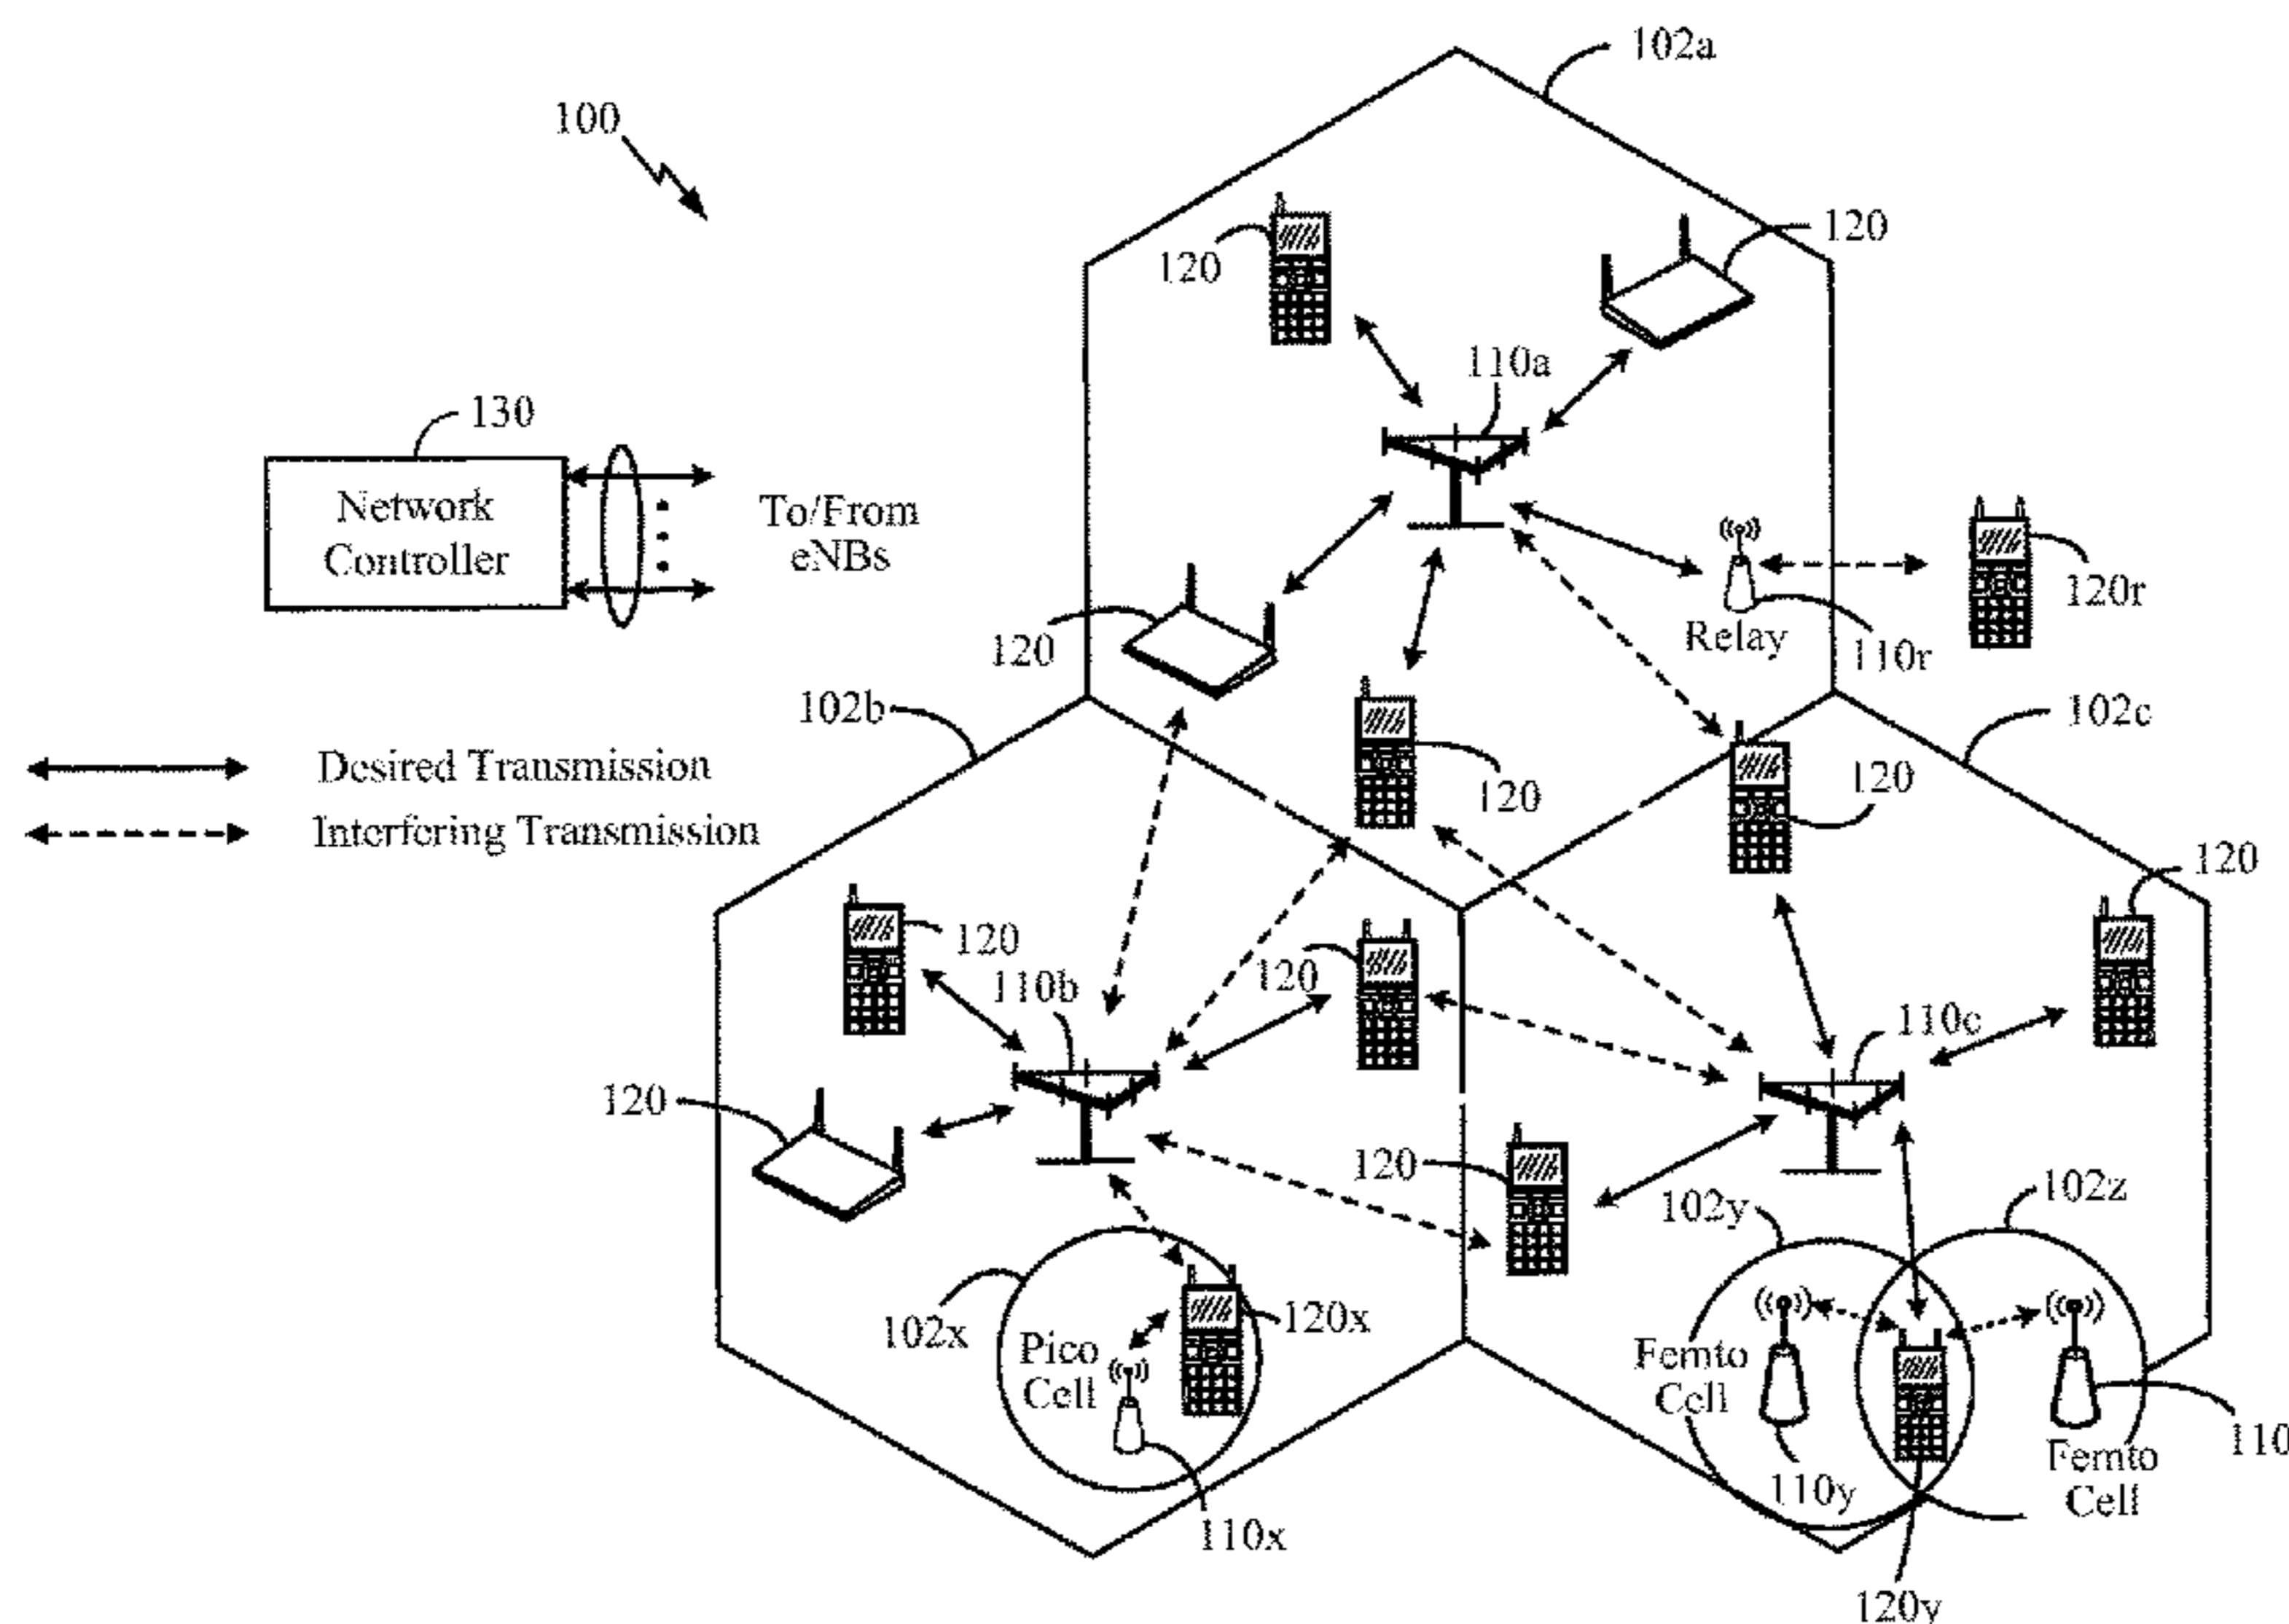 102a
100
120
120
110a
130
Network
Controller
To/From
eNBs
120r
Relay
110r
120
102b
102c
Desired Transmission
Interfering Transmission
120
120
120
120
120
110b
110c
120
120
102y
102z
102x
120x
Pico
Cell
Femto
Cell
110y
110
Femto
Cell
110x
120y